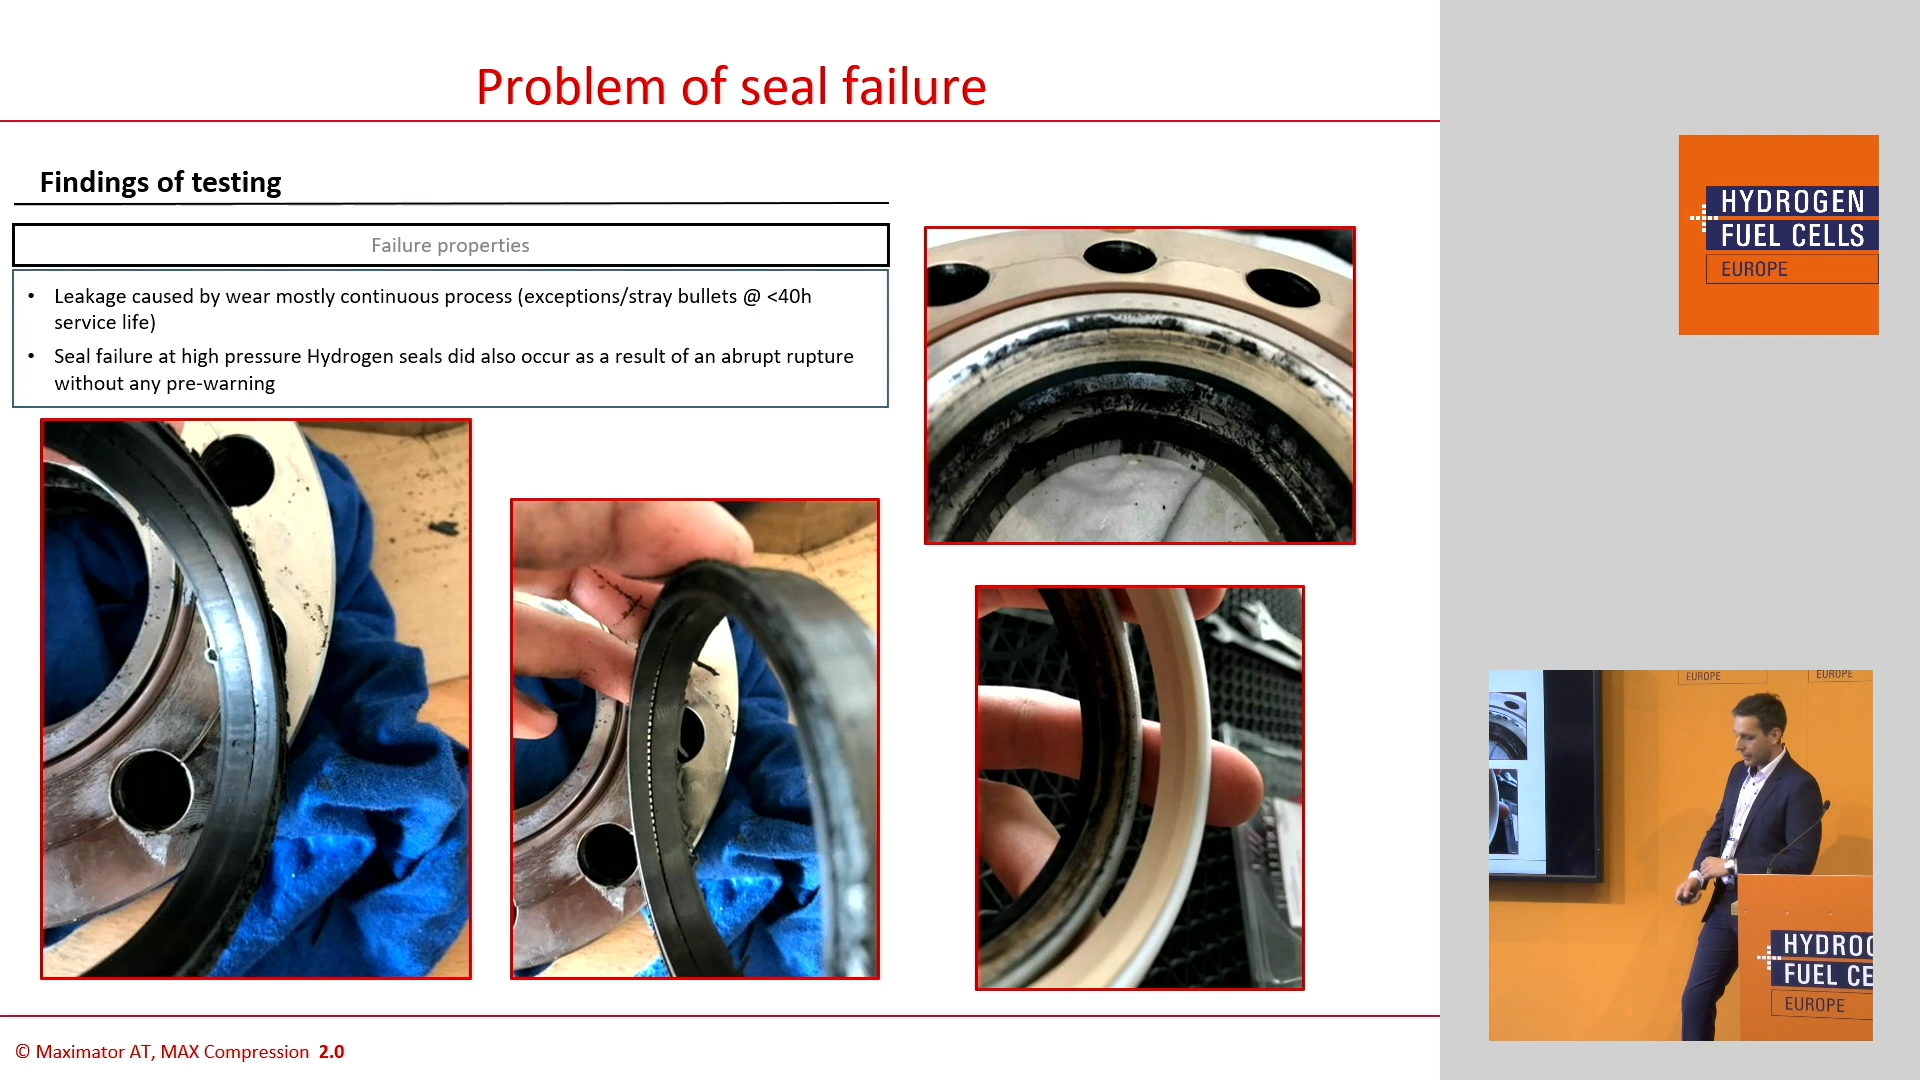 Problem of seal failure
Findings of testing
Failure properties
• Leakage caused by wear mostly continuous process (exceptions/stray bullets @ <40h
service life)
• Seal failure at high pressure Hydrogen seals did also occur as a result of an abrupt rupture
without any pre-warning
© Maximator AT, MAX Compression 2.0
HYDROGEN
FUEL CELLS
EUROPE
EUROPE
EUROPE
HYDROG
FUEL CE
EUROPE